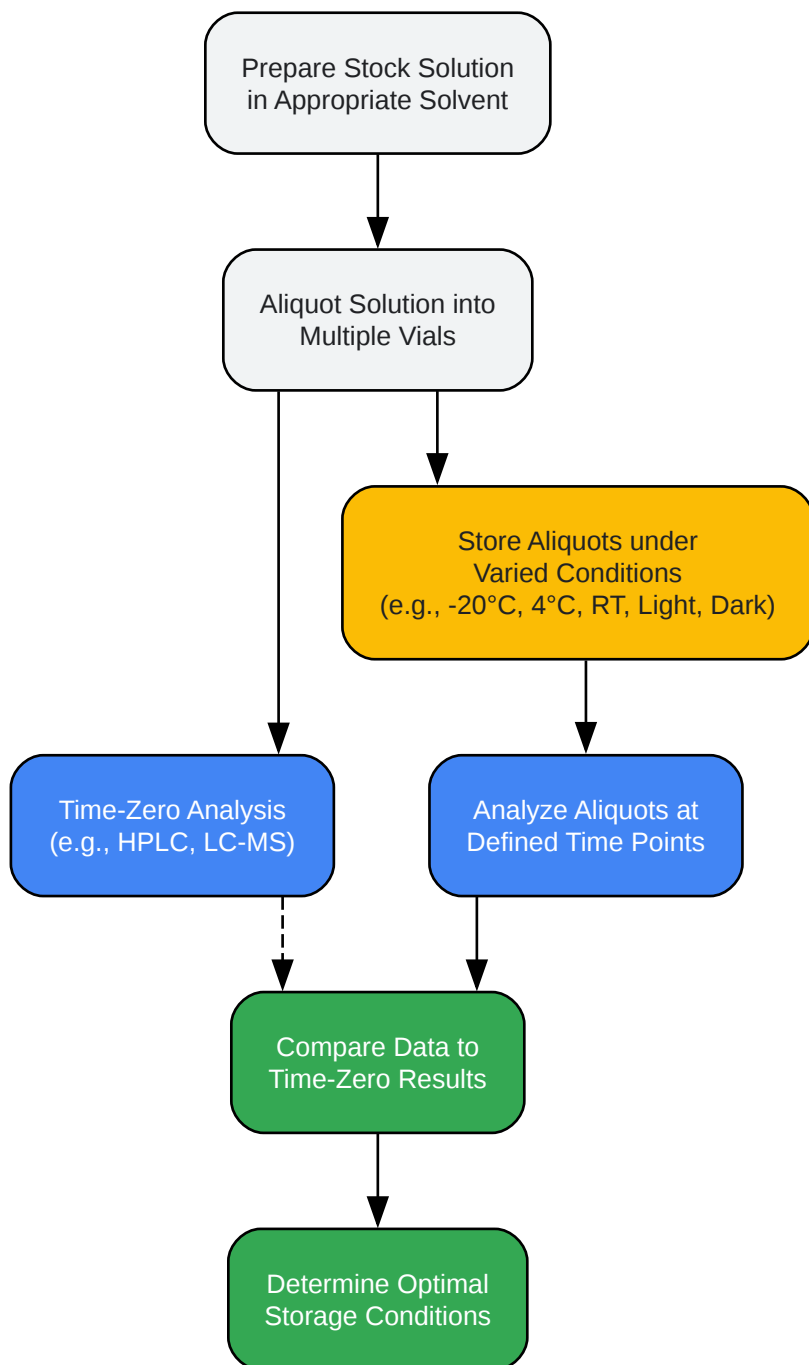 Prepare Stock Solution
in Appropriate Solvent
Aliquot Solution into
Multiple Vials
Store Aliquots under
Varied Conditions
(e.g., -20°C, 4°C, RT, Light, Dark)
Time-Zero Analysis
(e.g., HPLC, LC-MS)
Analyze Aliquots at
Defined Time Points
Compare Data to
Time-Zero Results
Determine Optimal
Storage Conditions